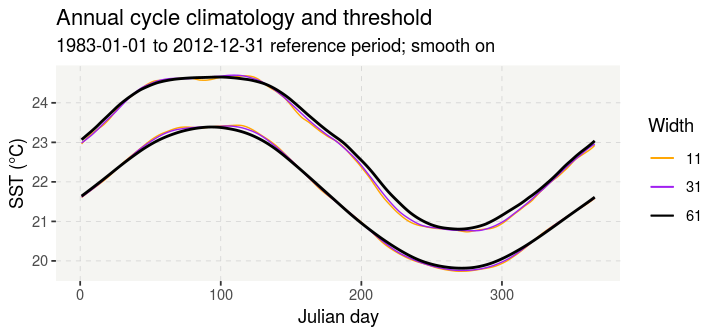 Annual cycle climatology and threshold
1983-01-01 to 2012-12-31 reference period; smooth on
SST (°C)
24
23
22
21
20
0
100
200
300
Julian day
Width
11
31
61